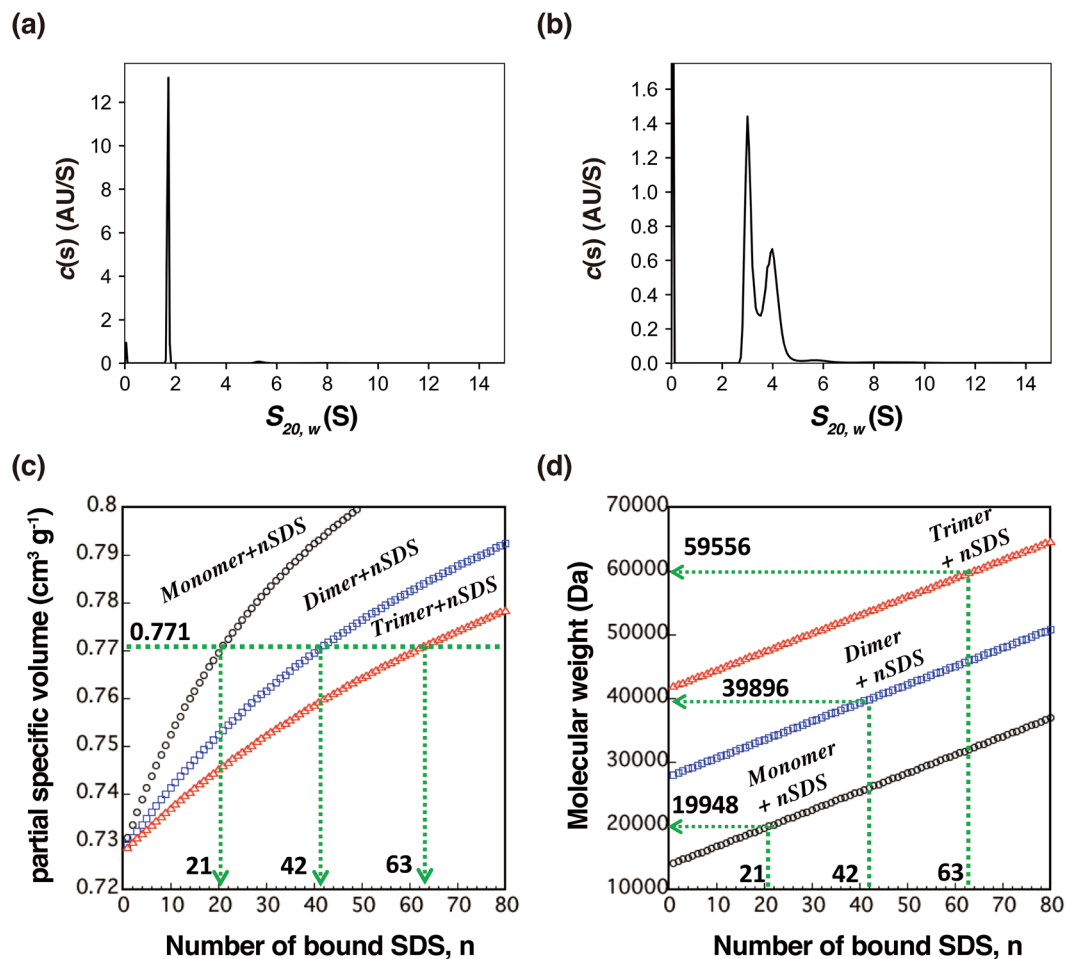 (a)
12
10
8
6
4
2
0
c(s) (AU/S)
0 2 4 6 8 10 12 14
S20, w (S)
(b)
1.6
1.4
1.2
1.0
0.8
0.6
0.4
0.2
0.0
c(s) (AU/S)
0 2 4 6 8 10 12 14
S20, w (S)
(c)
0.8
0.79
0.78
0.77
0.76
0.75
0.74
0.73
0.72
partial specific volume (cm³ g⁻¹)
Monomer+nSDS
Dimer+nSDS
Trimer+nSDS
0.771
21 42 63
0 10 20 30 40 50 60 70 80
Number of bound SDS, n
(d)
70000
60000
50000
40000
30000
20000
10000
Molecular weight (Da)
Trimer
+ nSDS
59556
Dimer
+ nSDS
39896
Monomer
+ nSDS
19948
21 42 63
0 10 20 30 40 50 60 70 80
Number of bound SDS, n